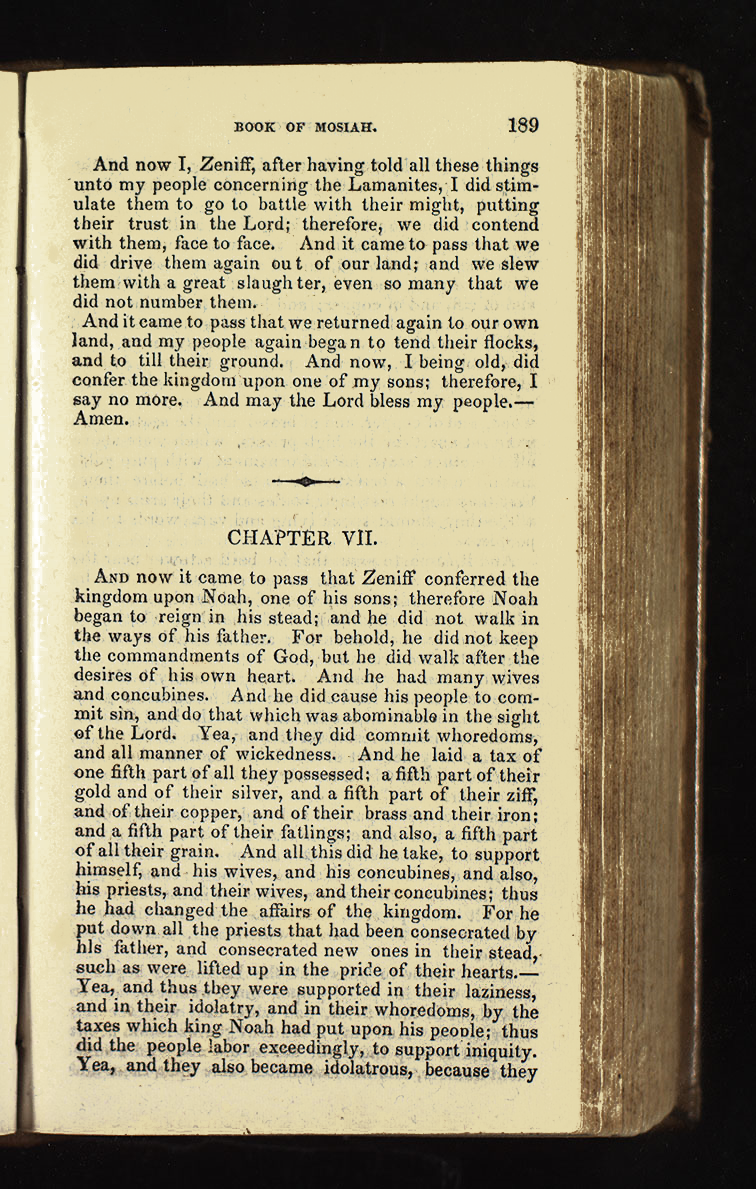 BOOK OF MOSIAH. 189
And now I, Zeniff, after having told all these things
unto my people concerning the Lamanites, I did stim-
ulate them to go to battle with their might, putting
their trust in the Lord; therefore, we did contend
with them, face to face. And it came to pass that we
did drive them again out of our land; and we slew
them with a great slaughter, even so many that we
did not number them.
And it came to pass that we returned again to our own
land, and my people again began to tend their flocks,
and to till their ground. And now, I being old, did
confer the kingdom upon one of my sons; therefore, I
say no more. And may the Lord bless my people.—
Amen.
CHAPTER VII.
AND now it came to pass that Zeniff conferred the
kingdom upon Noah, one of his sons; therefore Noah
began to reign in his stead; and he did not walk in
the ways of his father. For behold, he did not keep
the commandments of God, but he did walk after the
desires of his own heart. And he had many wives
and concubines. And he did cause his people to com-
mit sin, and do that which was abominable in the sight
of the Lord. Yea, and they did commit whoredoms,
and all manner of wickedness. And he laid a tax of
one fifth part of all they possessed; a fifth part of their
gold and of their silver, and a fifth part of their ziff,
and of their copper, and of their brass and their iron;
and a fifth part of their fatlings; and also, a fifth part
of all their grain. And all this did he take, to support
himself, and his wives, and his concubines, and also,
his priests, and their wives, and their concubines; thus
he had changed the affairs of the kingdom. For he
put down all the priests that had been consecrated by
his father, and consecrated new ones in their stead,
such as were lifted up in the pride of their hearts.—
Yea, and thus they were supported in their laziness,
and in their idolatry, and in their whoredoms, by the
taxes which king Noah had put upon his people; thus
did the people labor exceedingly, to support iniquity.
Yea, and they also became idolatrous, because they